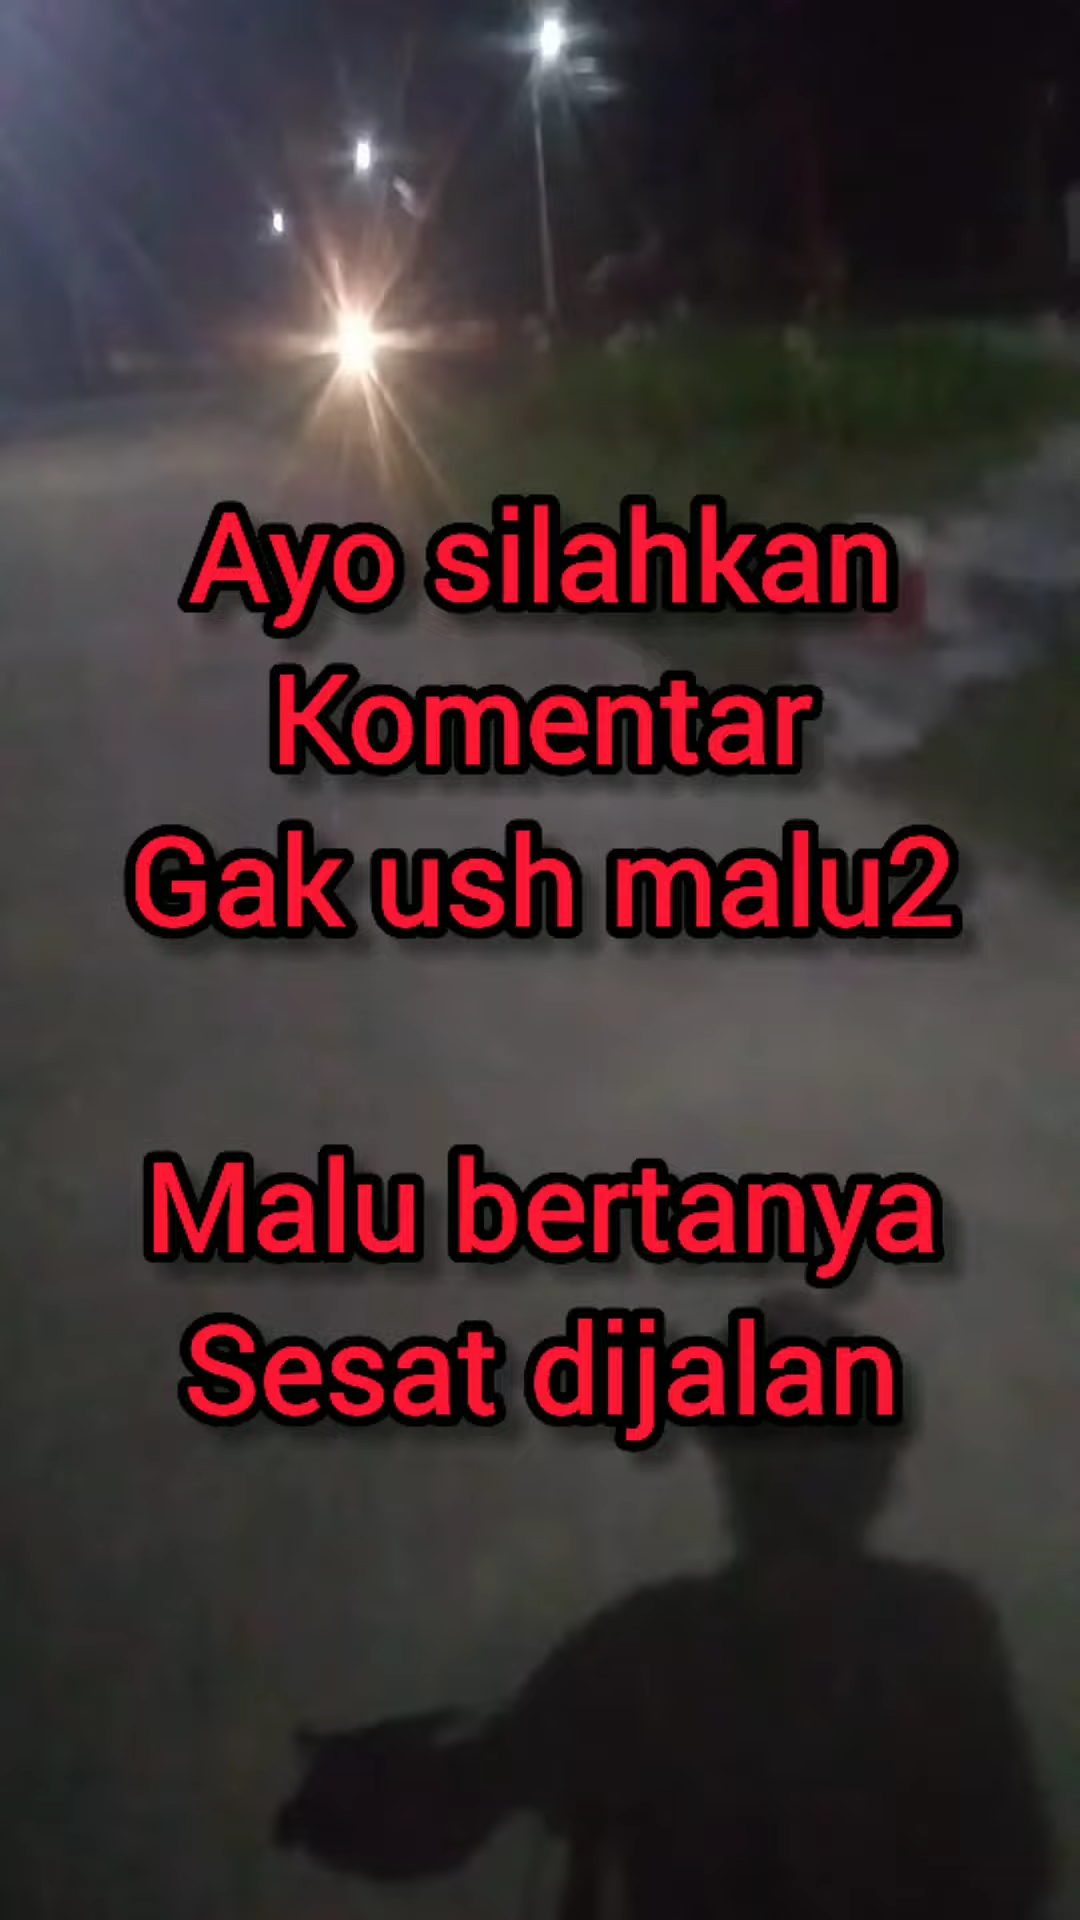 Ayo silahkan
Komentar
Gak ush malu2
Malu bertanya
Sesat dijalan